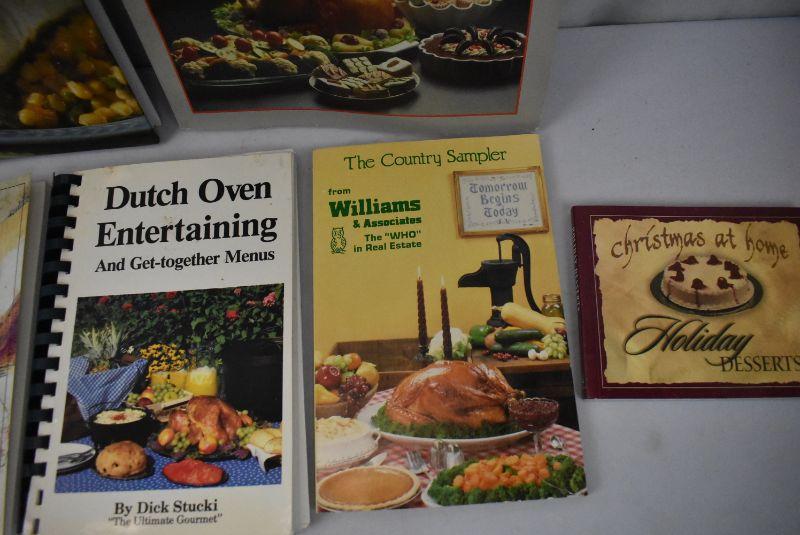 Dutch Oven
Entertaining
And Get-together Menus
By Dick Stucki
"The Ultimate Gourmet"
The Country Sampler
from
Williams
& Associates
The "WHO"
in Real Estate
Tomorrow
Begins
Today
christmas at home
Holiday
DESSERTS